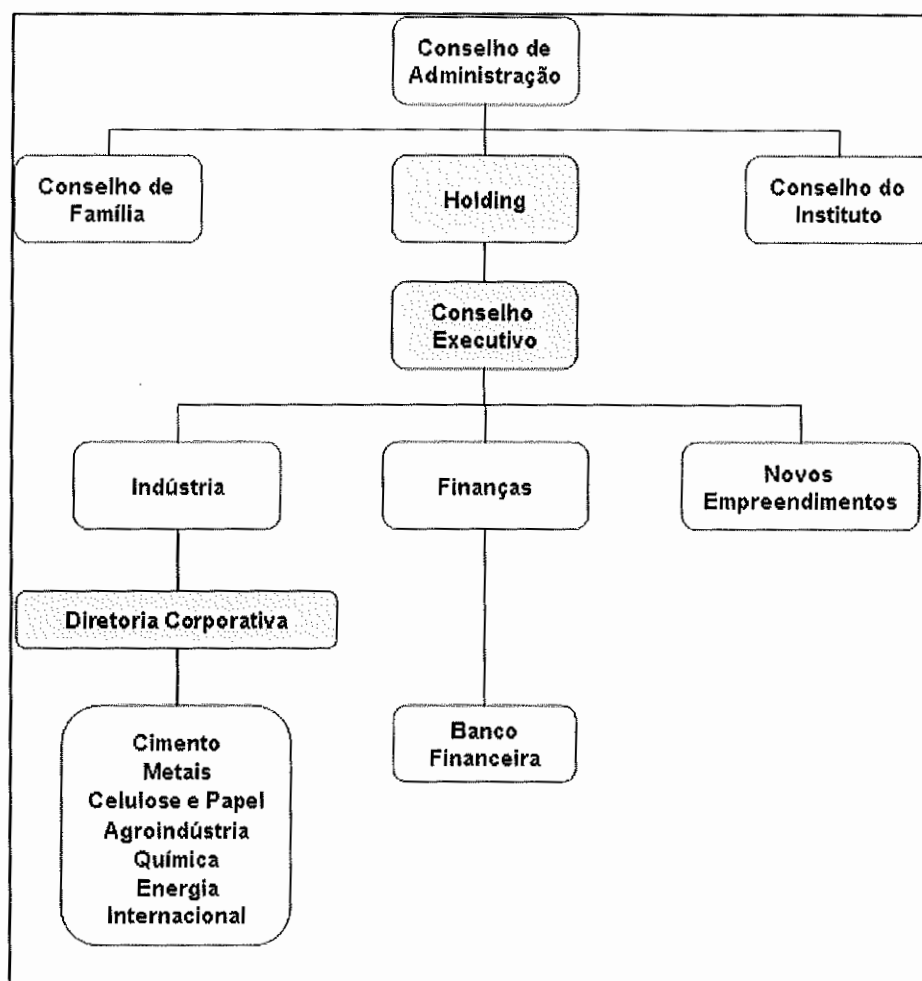 Conselho de
Administração
Conselho de
Família
Holding
Conselho do
Instituto
Conselho
Executivo
Indústria
Finanças
Novos
Empreendimentos
Diretoria Corporativa
Banco
Financeira
Cimento
Metais
Celulose e Papel
Agroindústria
Química
Energia
Internacional